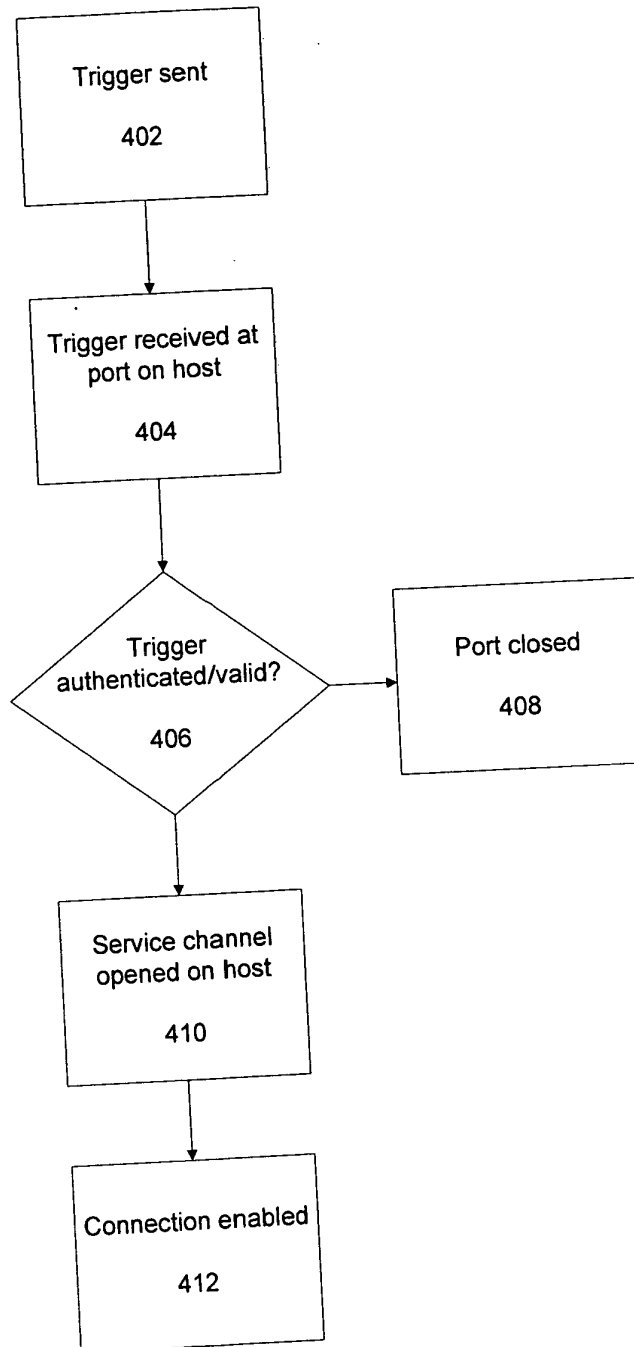 Trigger sent
402
Trigger received at
port on host
404
Trigger
authenticated/valid?
406
Port closed
408
Service channel
opened on host
410
Connection enabled
412